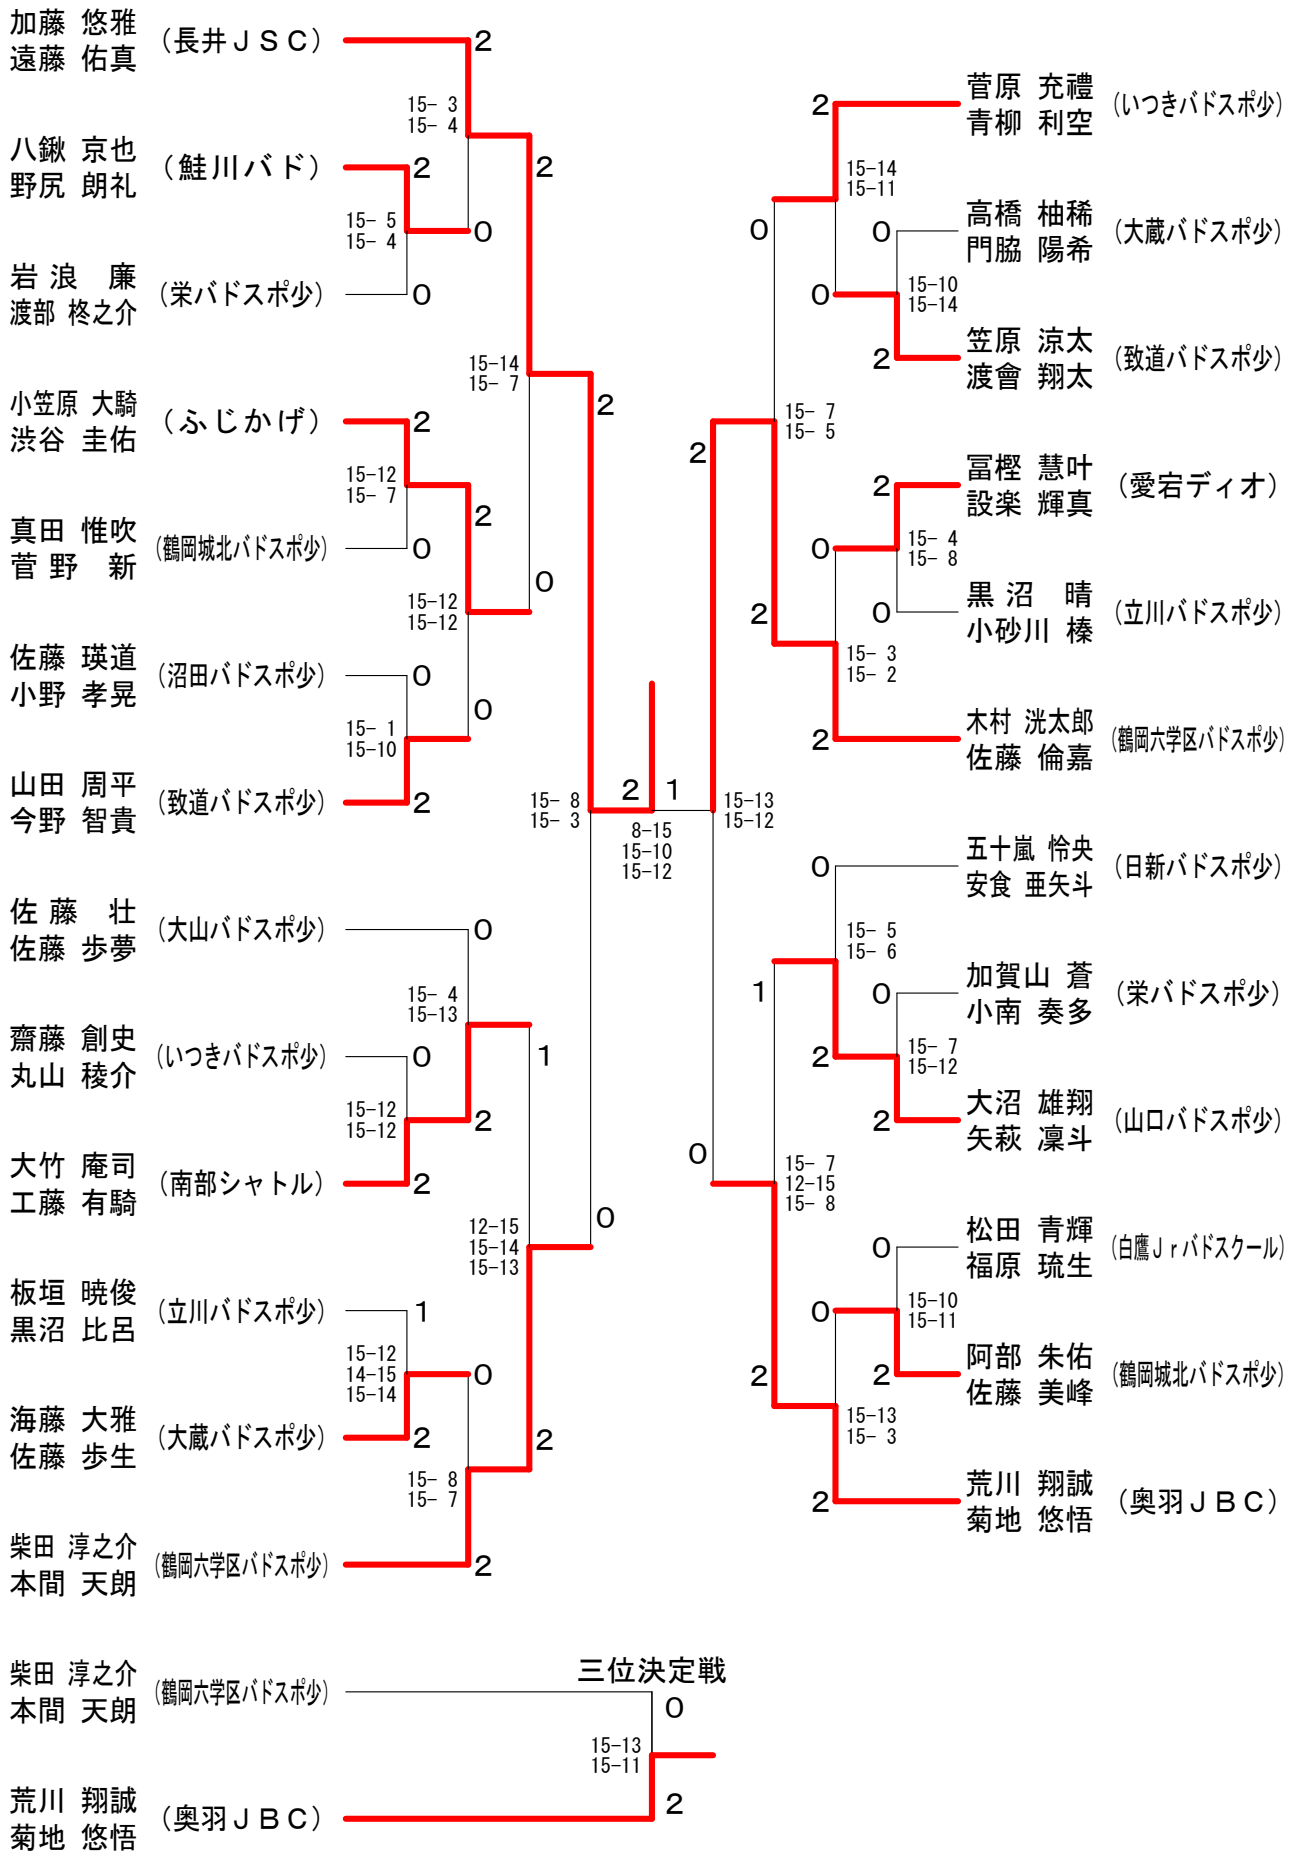 加藤 悠雅
遠藤 佑真
(長井ＪＳＣ)
2
15- 3
15- 4
八鍬 京也
野尻 朗礼
(鮭川バド)
2
2
15- 5
15- 4
0
岩浪 廉
渡部 柊之介
(栄バドスポ少)
0
15-14
15- 7
小笠原 大騎
渋谷 圭佑
(ふじかげ)
2
2
15-12
15- 7
2
真田 惟吹
菅野 新
(鶴岡城北バドスポ少)
0
0
15-12
15-12
佐藤 瑛道
小野 孝晃
(沼田バドスポ少)
0
0
15- 1
15-10
山田 周平
今野 智貴
(致道バドスポ少)
2
15- 8
15- 3
佐藤 壮
佐藤 歩夢
(大山バドスポ少)
0
15- 4
15-13
齋藤 創史
丸山 稜介
(いつきバドスポ少)
0
1
15-12
15-12
2
大竹 庵司
工藤 有騎
(南部シャトル)
2
0
12-15
15-14
15-13
板垣 暁俊
黒沼 比呂
(立川バドスポ少)
1
15-12
14-15
15-14
0
海藤 大雅
佐藤 歩生
(大蔵バドスポ少)
2
2
15- 8
15- 7
柴田 淳之介
本間 天朗
(鶴岡六学区バドスポ少)
2
2
1
8-15
15-10
15-12
2
菅原 充禮
青柳 利空
(いつきバドスポ少)
15-14
15-11
0
0
高橋 柚稀
門脇 陽希
(大蔵バドスポ少)
0
15-10
15-14
2
笠原 涼太
渡會 翔太
(致道バドスポ少)
15- 7
15- 5
2
2
冨樫 慧叶
設楽 輝真
(愛宕ディオ)
0
15- 4
15- 8
2
0
黒沼 晴
小砂川 榛
(立川バドスポ少)
15- 3
15- 2
2
木村 洸太郎
佐藤 倫嘉
(鶴岡六学区バドスポ少)
15-13
15-12
0
五十嵐 怜央
安食 亜矢斗
(日新バドスポ少)
15- 5
15- 6
1
0
加賀山 蒼
小南 奏多
(栄バドスポ少)
2
15- 7
15-12
2
大沼 雄翔
矢萩 凜斗
(山口バドスポ少)
0
15- 7
12-15
15- 8
0
松田 青輝
福原 琉生
(白鷹Ｊｒバドスクール)
0
15-10
15-11
2
2
阿部 朱佑
佐藤 美峰
(鶴岡城北バドスポ少)
15-13
15- 3
2
荒川 翔誠
菊地 悠悟
(奥羽ＪＢＣ)
三位決定戦
柴田 淳之介
本間 天朗
(鶴岡六学区バドスポ少)
0
15-13
15-11
荒川 翔誠
菊地 悠悟
(奥羽ＪＢＣ)
2